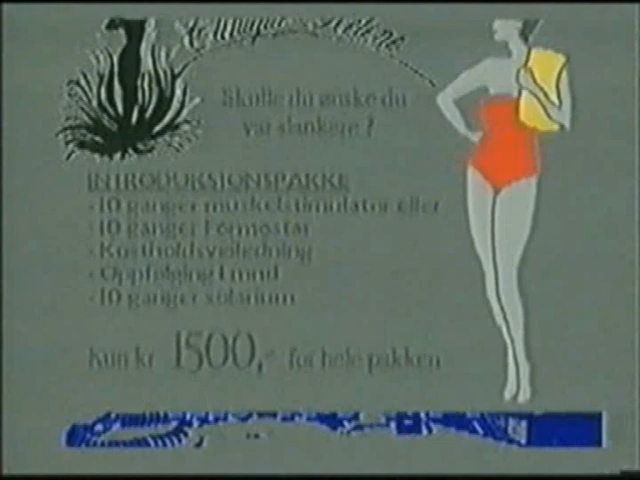 Skulle du ønske du
var slankere?
INTRODUKSJONSPAKKE
- 10 ganger muskelstimulator eller
- 10 ganger Formostar
- Kostholdsveiledning
- Oppfølging 1 mnd
- 10 ganger solarium
Kun kr 1500,- for hele pakken